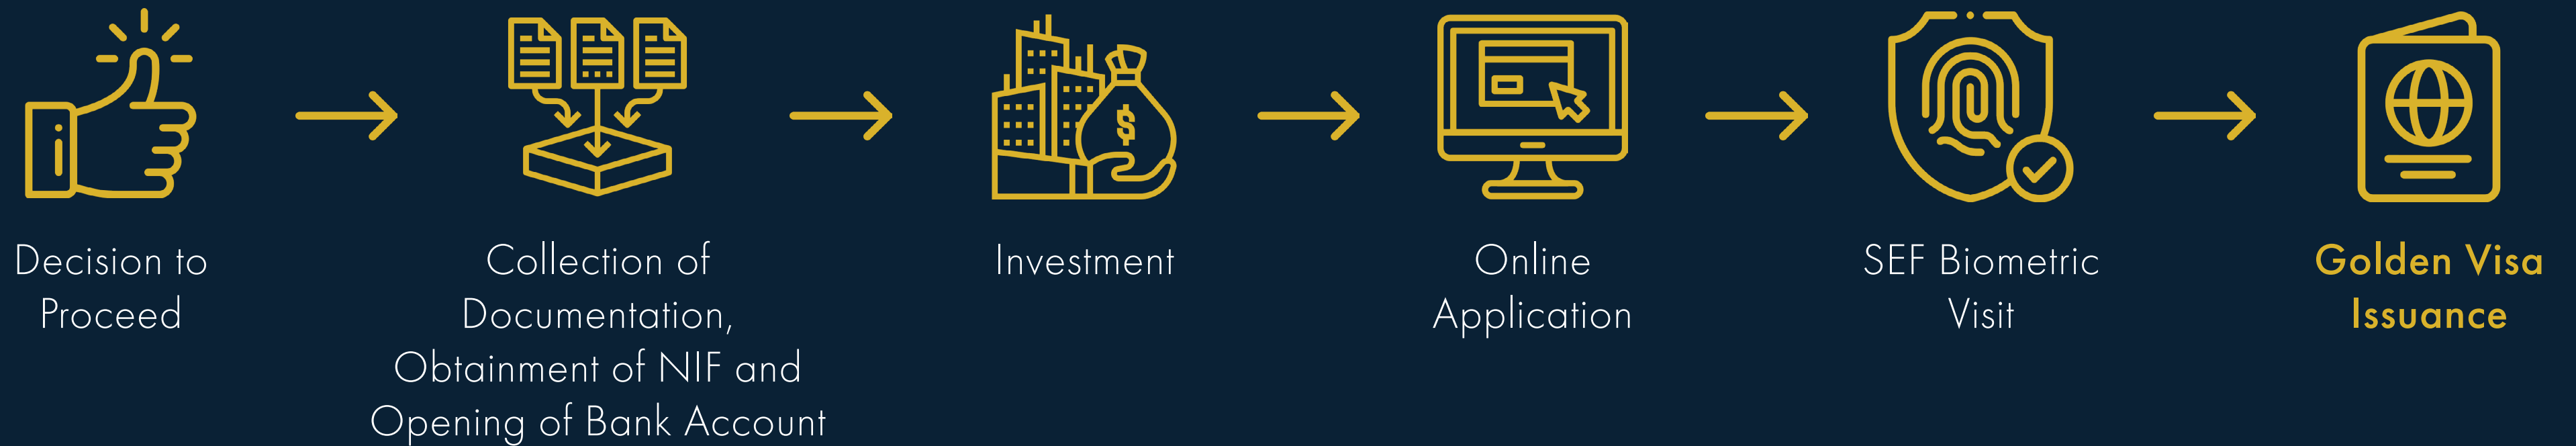 Decision to
Proceed
Collection of
Documentation,
Obtainment of NIF and
Opening of Bank Account
Investment
Online
Application
SEF Biometric
Visit
Golden Visa
Issuance